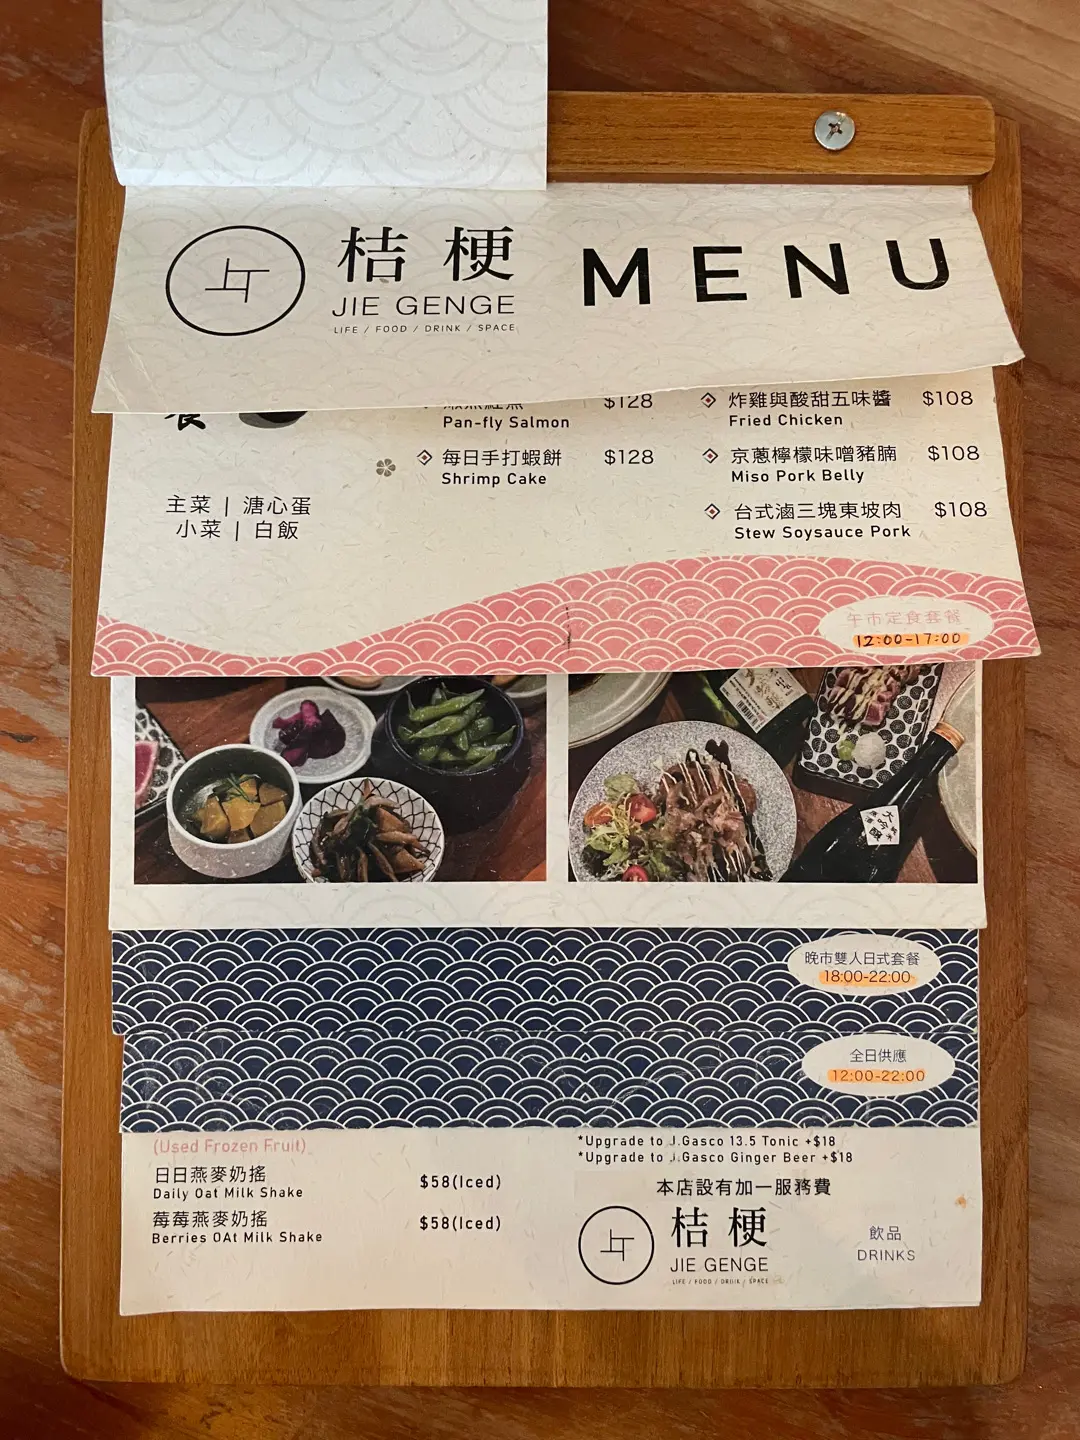 桔梗
JIE GENGE
LIFE / FOOD / DRINK / SPACE
MENU
$128
Pan-fly Salmon
每日手打蝦餅 $128
Shrimp Cake
炸雞與酸甜五味醬 $108
Fried Chicken
京蔥檸檬味噌豬腩 $108
Miso Pork Belly
台式滷三塊東坡肉 $108
Stew Soysauce Pork
主菜 | 溏心蛋
小菜 | 白飯
午市定食套餐
12:00-17:00
大吟釀
晚市雙人日式套餐
18:00-22:00
全日供應
12:00-22:00
(Used Frozen Fruit)
日日燕麥奶搖 $58(Iced)
Daily Oat Milk Shake
莓莓燕麥奶搖 $58(Iced)
Berries OAt Milk Shake
*Upgrade to J.Gasco 13.5 Tonic +$18
*Upgrade to J.Gasco Ginger Beer +$18
本店設有加一服務費
桔梗
JIE GENGE
LIFE / FOOD / DRINK / SPACE
飲品
DRINKS